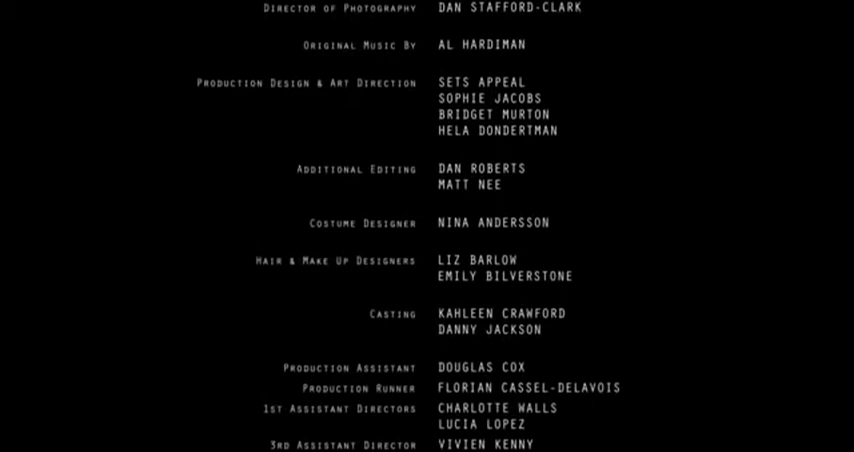 Director of Photography DAN STAFFORD-CLARK
Original Music By AL HARDIMAN
Production Design & Art Direction SETS APPEAL
SOPHIE JACOBS
BRIDGET MURTON
HELA DONDERTMAN
Additional Editing DAN ROBERTS
MATT NEE
Costume Designer NINA ANDERSSON
Hair & Make Up Designers LIZ BARLOW
EMILY BILVERSTONE
Casting KAHLEEN CRAWFORD
DANNY JACKSON
Production Assistant DOUGLAS COX
Production Runner FLORIAN CASSEL-DELAVOIS
1st Assistant Directors CHARLOTTE WALLS
LUCIA LOPEZ
3rd Assistant Director VIVIEN KENNY